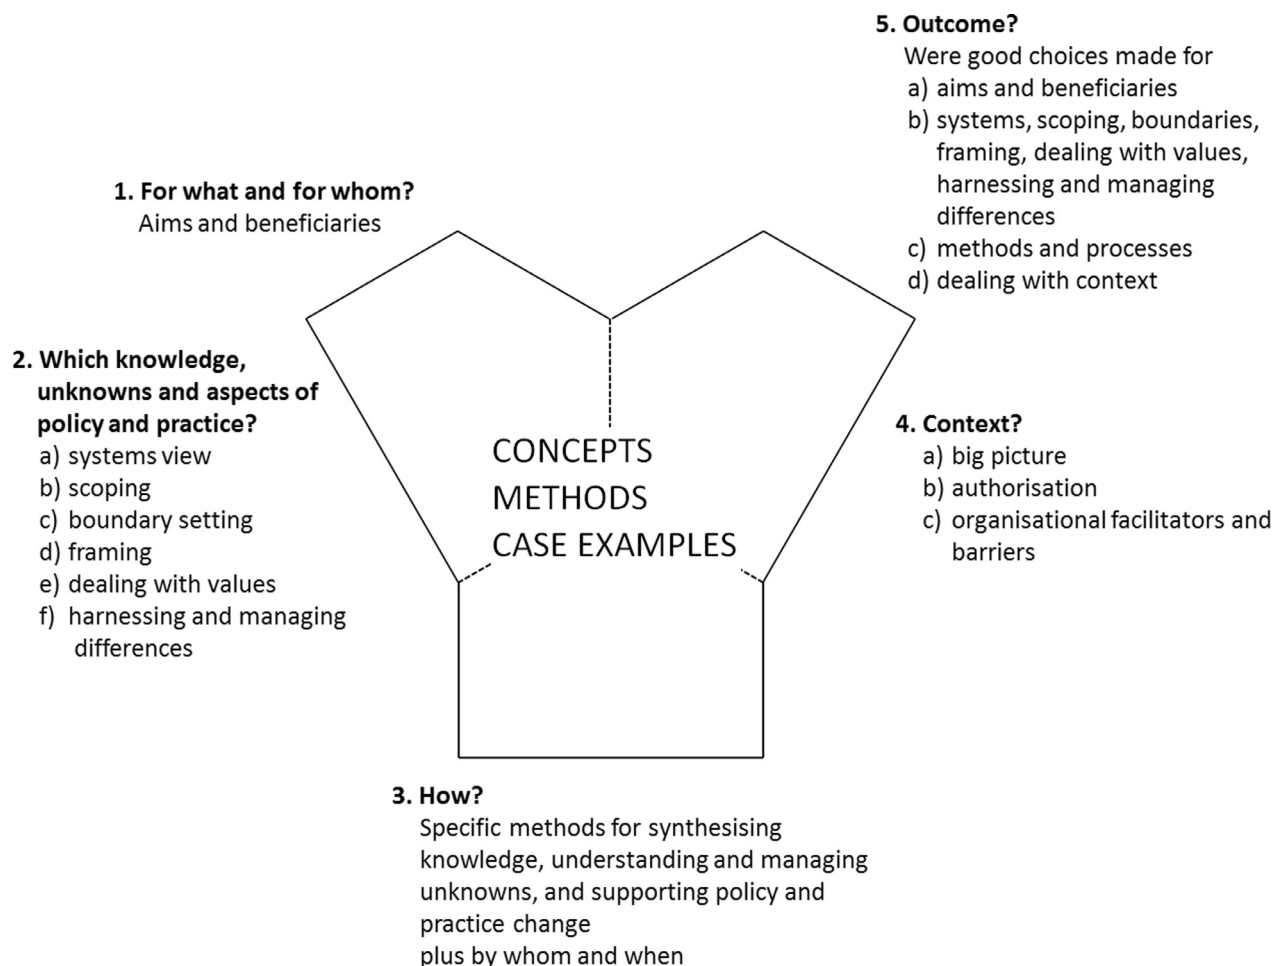 1. For what and for whom?
Aims and beneficiaries
2. Which knowledge,
unknowns and aspects of
policy and practice?
a) systems view
b) scoping
c) boundary setting
d) framing
e) dealing with values
f) harnessing and managing
differences
CONCEPTS
METHODS
CASE EXAMPLES
3. How?
Specific methods for synthesising
knowledge, understanding and managing
unknowns, and supporting policy and
practice change
plus by whom and when
4. Context?
a) big picture
b) authorisation
c) organisational facilitators and
barriers
5. Outcome?
Were good choices made for
a) aims and beneficiaries
b) systems, scoping, boundaries,
framing, dealing with values,
harnessing and managing
differences
c) methods and processes
d) dealing with context